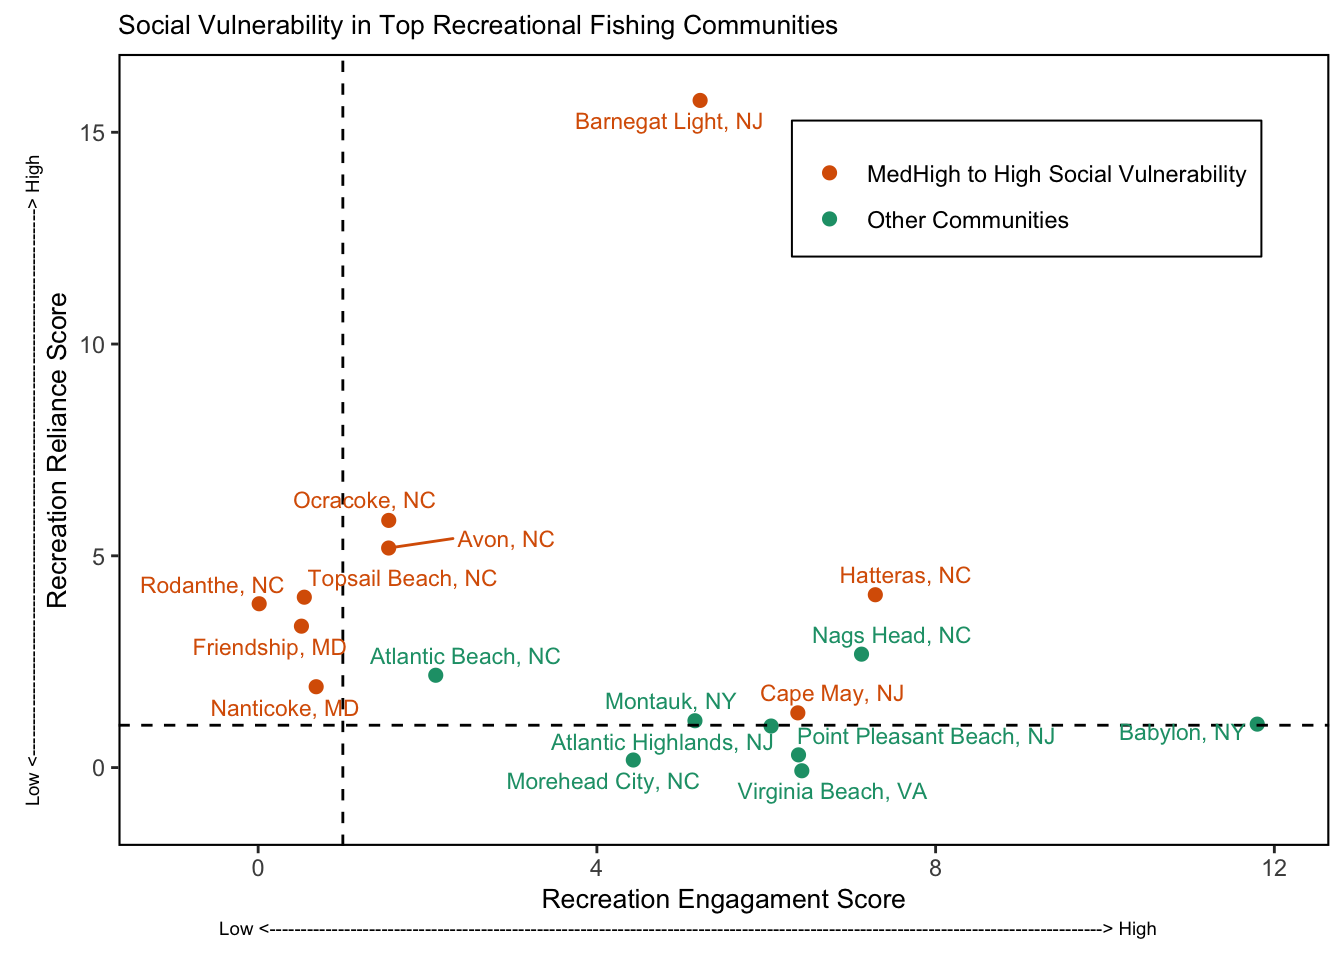 Social Vulnerability in Top Recreational Fishing Communities
Barnegat Light, NJ
MedHigh to High Social Vulnerability
Other Communities
Ocracoke, NC
Avon, NC
Topsail Beach, NC
Rodanthe, NC
Hatteras, NC
Friendship, MD
Nags Head, NC
Atlantic Beach, NC
Nanticoke, MD
Montauk, NY
Cape May, NJ
Babylon, NY
Point Pleasant Beach, NJ
Atlantic Highlands, NJ
Morehead City, NC
Virginia Beach, VA
15
10
5
0
0 4 8 12
Recreation Engagament Score
Low <---------------------------------------------------------------------------------------------------------------------------------------> High
Recreation Reliance Score
Low <---------------------------------------------------------------------------------------------> High